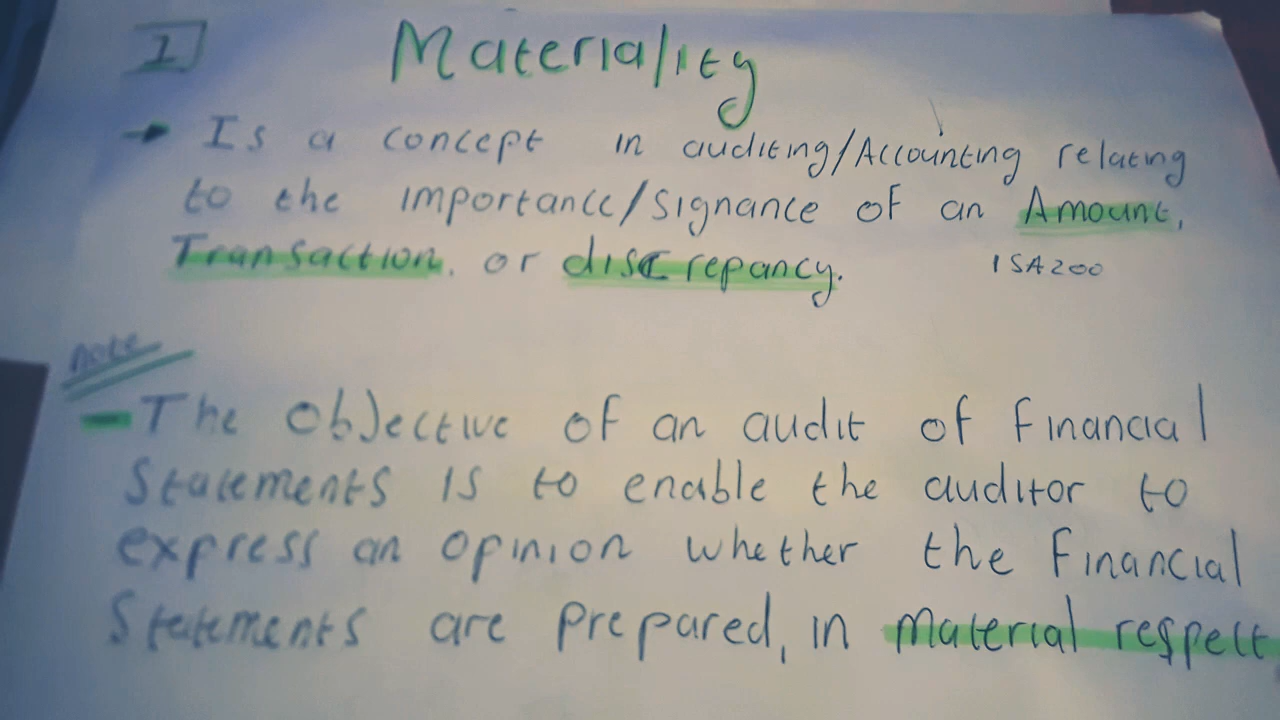 1 Materiality
→ Is a concept in auditing/Accounting relating
to the importance/signance of an Amount,
Transaction, or discrepancy. ISA200
note
- The objective of an audit of financial
statements is to enable the auditor to
express an opinion whether the financial
statements are prepared, in material respect